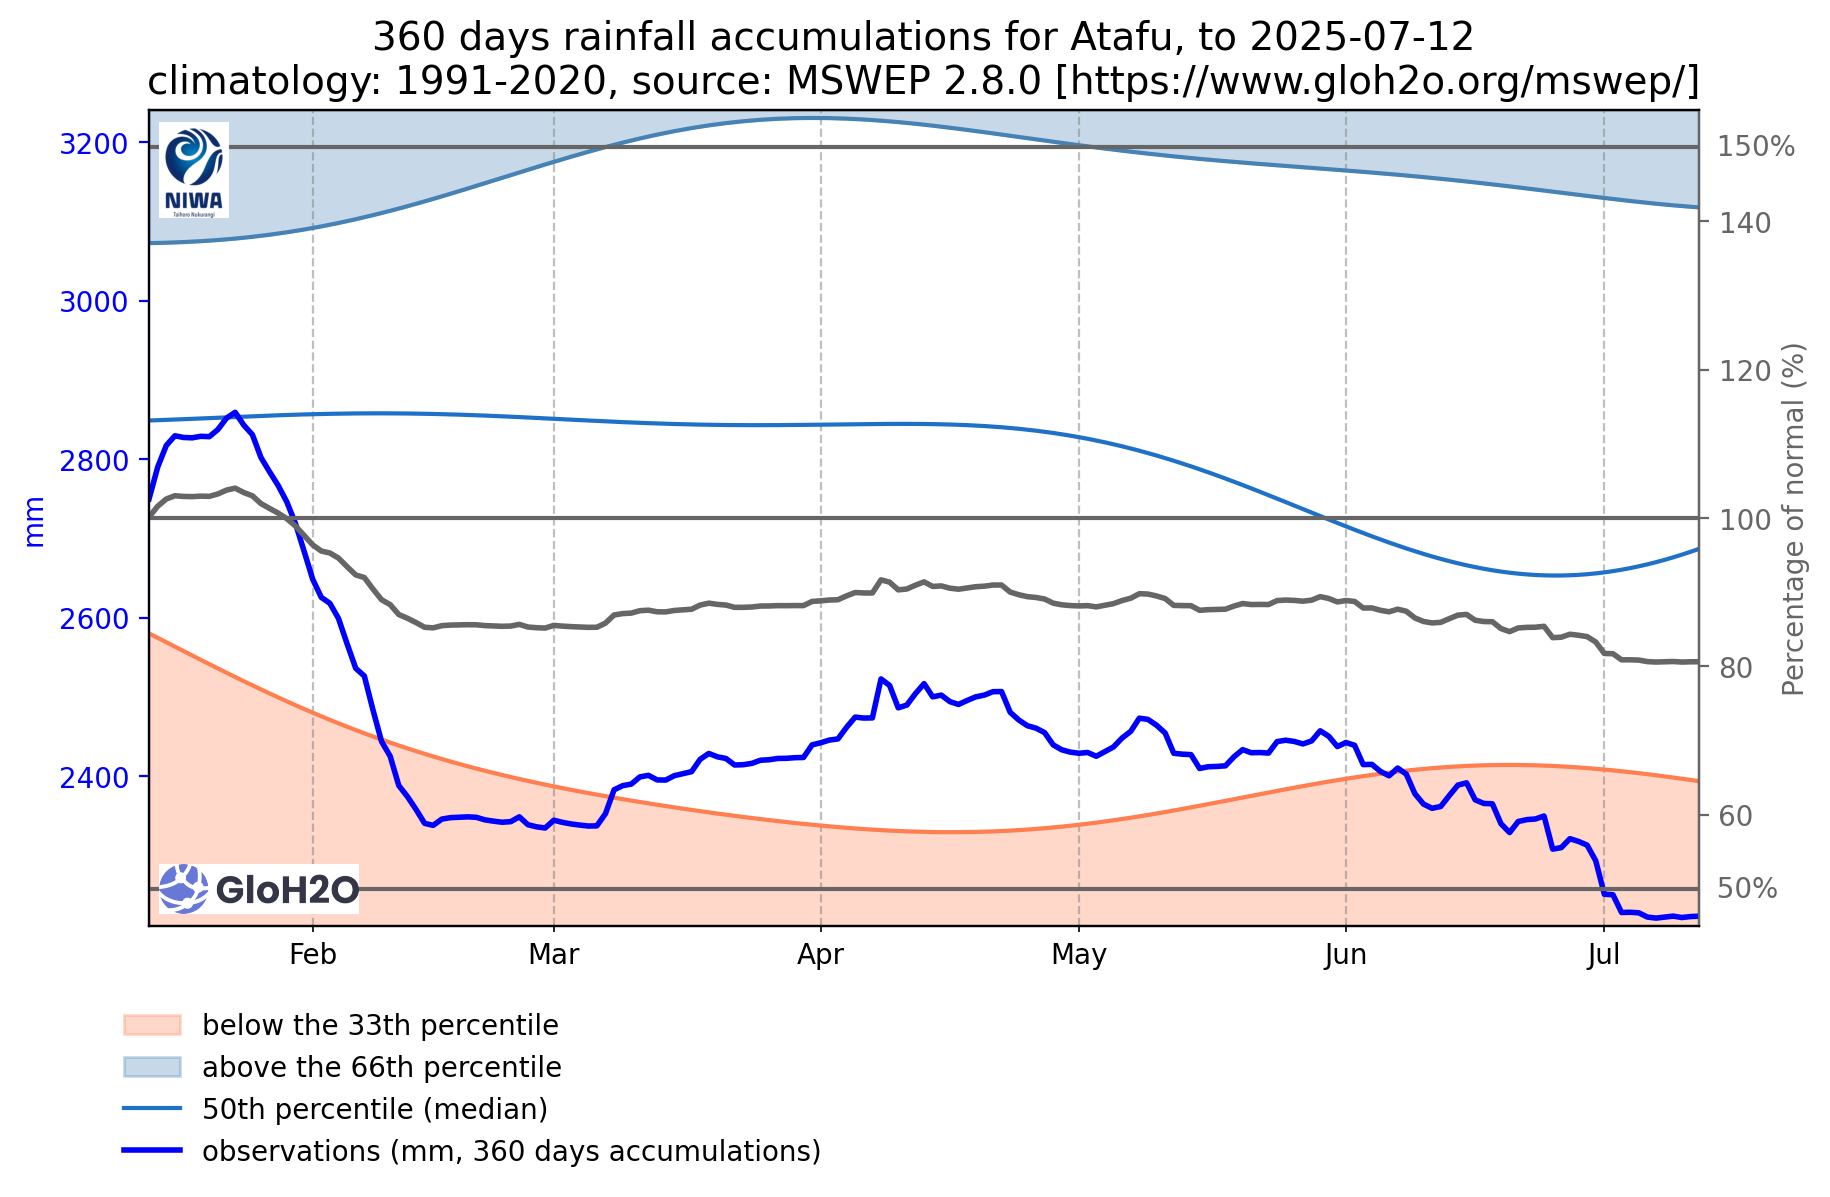 360 days rainfall accumulations for Atafu, to 2025-07-12
climatology: 1991-2020, source: MSWEP 2.8.0 [https://www.gloh2o.org/mswep/]
3200
3000
2800
2600
2400
mm
150%
140
120
100
80
60
50%
Percentage of normal (%)
NIWA
Taihoro Nukurangi
GloH2O
Feb
Mar
Apr
May
Jun
Jul
below the 33th percentile
above the 66th percentile
50th percentile (median)
observations (mm, 360 days accumulations)